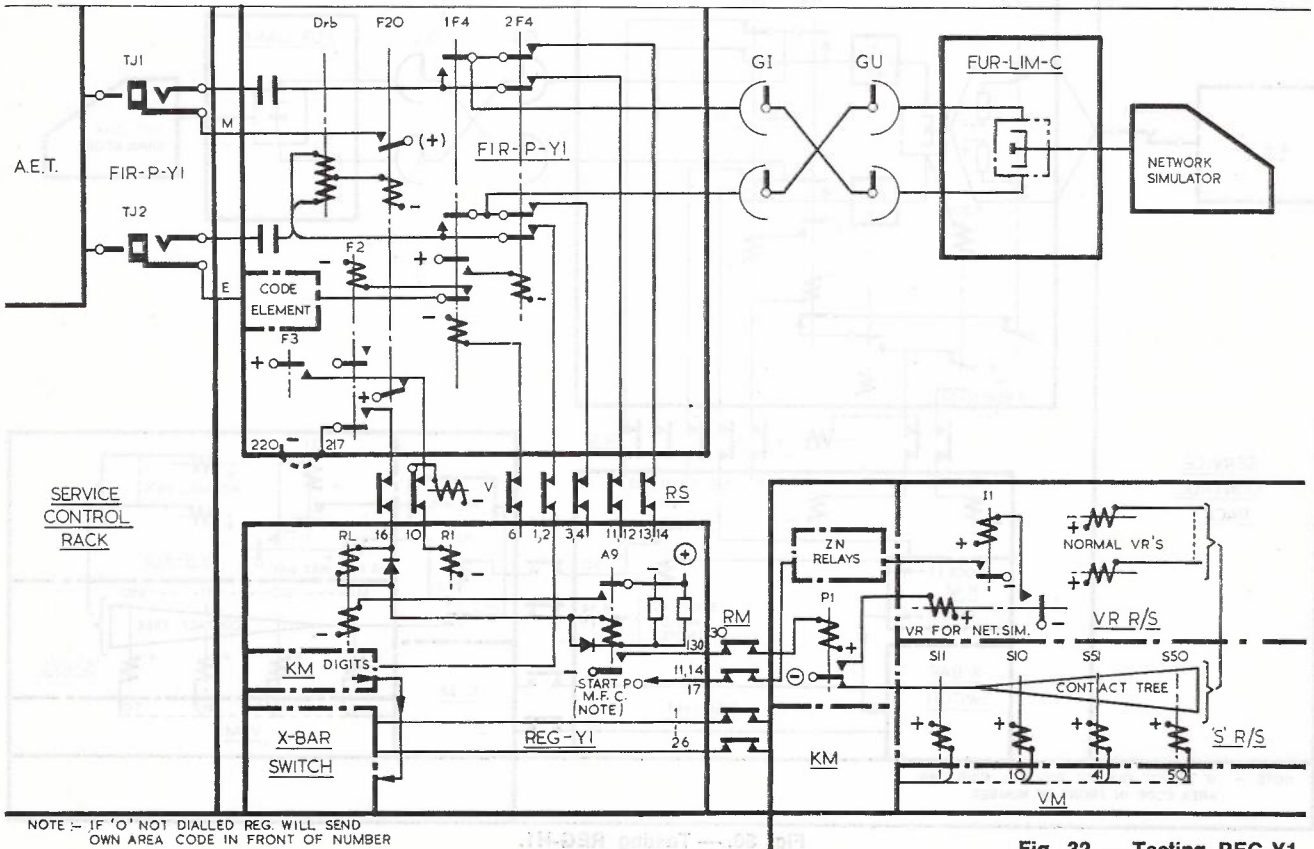 Drb F20 1F4 2F4
TJ1
GI GU
FUR-LIM-C
M
(+)
FIR-P-Y1
A.E.T.
FIR-P-Y1
NETWORK
SIMULATOR
TJ2
F2
E
CODE
ELEMENT
F3
220 217
SERVICE
CONTROL
RACK
V
RS
RL 16 10 R1 6 1,2 3,4 11,12 13,14
A9
I1
ZN
RELAYS
NORMAL VR'S
P1
RM
30
130
VR FOR NET.SIM.
VR R/S
KM DIGITS
START PO
M.F.C.
(NOTE)
11,14
17
S11 S10 S51 S50
CONTACT TREE
X-BAR
SWITCH
REG-Y1
1
26
KM
'S' R/S
1 10 41 50
VM
NOTE :- IF 'O' NOT DIALLED REG. WILL SEND
OWN AREA CODE IN FRONT OF NUMBER
Fig. 50. — Testing REG-H1.
Fig. 32. — Testing REG-Y1